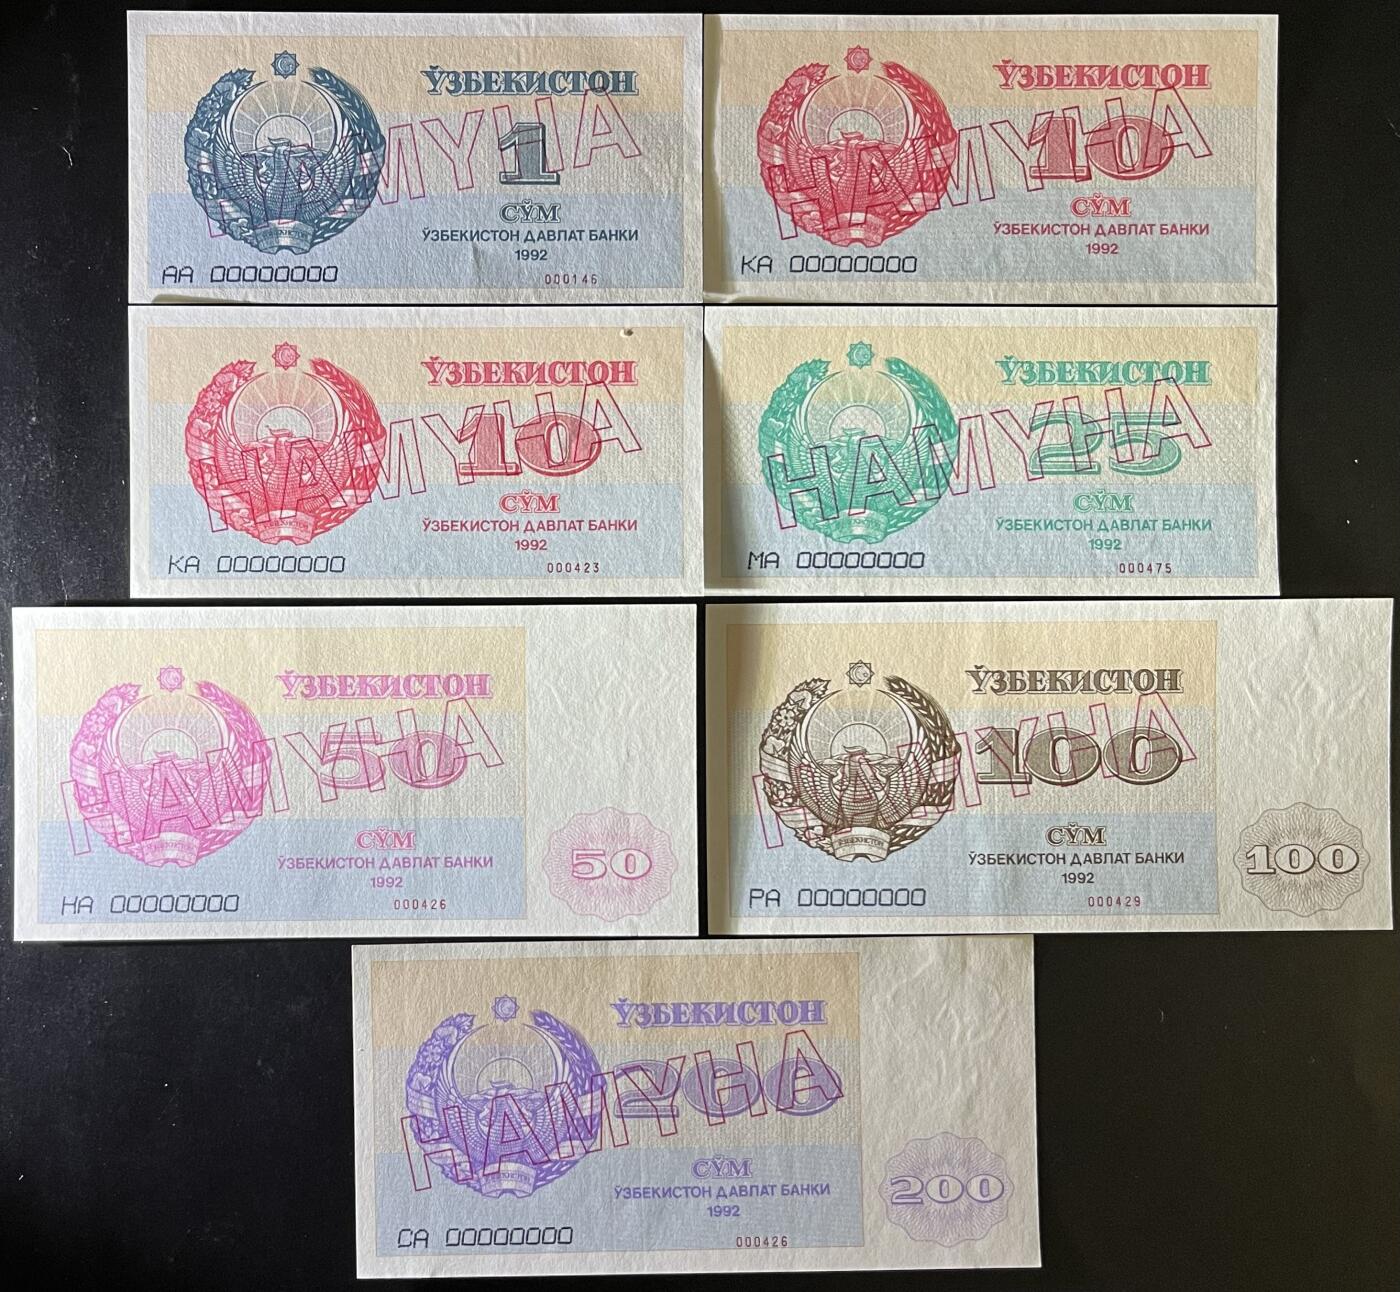 ЎЗБЕКИСТОН
НАМУНА
1
СЎМ
ЎЗБЕКИСТОН ДАВЛАТ БАНКИ
1992
АА 00000000
000146
ЎЗБЕКИСТОН
НАМУНА
10
СЎМ
ЎЗБЕКИСТОН ДАВЛАТ БАНКИ
1992
КА 00000000
ЎЗБЕКИСТОН
НАМУНА
10
СЎМ
ЎЗБЕКИСТОН ДАВЛАТ БАНКИ
1992
КА 00000000
000423
ЎЗБЕКИСТОН
НАМУНА
25
СЎМ
ЎЗБЕКИСТОН ДАВЛАТ БАНКИ
1992
МА 00000000
000475
ЎЗБЕКИСТОН
НАМУНА
50
СЎМ
ЎЗБЕКИСТОН ДАВЛАТ БАНКИ
1992
50
НА 00000000
000426
ЎЗБЕКИСТОН
НАМУНА
100
СЎМ
ЎЗБЕКИСТОН ДАВЛАТ БАНКИ
1992
100
РА 00000000
000429
ЎЗБЕКИСТОН
НАМУНА
200
СЎМ
ЎЗБЕКИСТОН ДАВЛАТ БАНКИ
1992
200
СА 00000000
000426